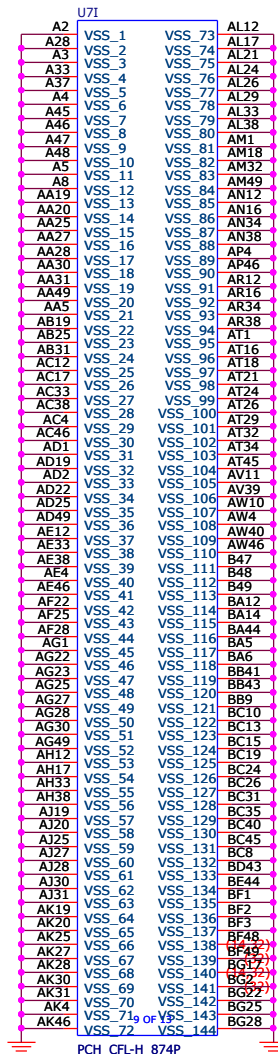 U7I
A2 VSS_1 VSS_73 AL12
A28 VSS_2 VSS_74 AL17
A3 VSS_3 VSS_75 AL21
A33 VSS_4 VSS_76 AL24
A37 VSS_5 VSS_77 AL26
A4 VSS_6 VSS_78 AL29
A45 VSS_7 VSS_79 AL33
A46 VSS_8 VSS_80 AL38
A47 VSS_9 VSS_81 AM1
A48 VSS_10 VSS_82 AM18
A5 VSS_11 VSS_83 AM32
A8 VSS_12 VSS_84 AM49
AA19 VSS_13 VSS_85 AN12
AA20 VSS_14 VSS_86 AN16
AA25 VSS_15 VSS_87 AN34
AA27 VSS_16 VSS_88 AN38
AA28 VSS_17 VSS_89 AP4
AA30 VSS_18 VSS_90 AP46
AA31 VSS_19 VSS_91 AR12
AA49 VSS_20 VSS_92 AR16
AA5 VSS_21 VSS_93 AR34
AB19 VSS_22 VSS_94 AR38
AB25 VSS_23 VSS_95 AT1
AB31 VSS_24 VSS_96 AT16
AC12 VSS_25 VSS_97 AT18
AC17 VSS_26 VSS_98 AT21
AC33 VSS_27 VSS_99 AT24
AC38 VSS_28 VSS_100 AT26
AC4 VSS_29 VSS_101 AT29
AC46 VSS_30 VSS_102 AT32
AD1 VSS_31 VSS_103 AT34
AD19 VSS_32 VSS_104 AT45
AD2 VSS_33 VSS_105 AV11
AD22 VSS_34 VSS_106 AV39
AD25 VSS_35 VSS_107 AW10
AD49 VSS_36 VSS_108 AW4
AE12 VSS_37 VSS_109 AW40
AE33 VSS_38 VSS_110 AW46
AE38 VSS_39 VSS_111 B47
AE4 VSS_40 VSS_112 B48
AE46 VSS_41 VSS_113 B49
AF22 VSS_42 VSS_114 BA12
AF25 VSS_43 VSS_115 BA14
AF28 VSS_44 VSS_116 BA44
AG1 VSS_45 VSS_117 BA5
AG22 VSS_46 VSS_118 BA6
AG23 VSS_47 VSS_119 BB41
AG25 VSS_48 VSS_120 BB43
AG27 VSS_49 VSS_121 BB9
AG28 VSS_50 VSS_122 BC10
AG30 VSS_51 VSS_123 BC13
AG49 VSS_52 VSS_124 BC15
AH12 VSS_53 VSS_125 BC19
AH17 VSS_54 VSS_126 BC24
AH33 VSS_55 VSS_127 BC26
AH38 VSS_56 VSS_128 BC31
AJ19 VSS_57 VSS_129 BC35
AJ20 VSS_58 VSS_130 BC40
AJ25 VSS_59 VSS_131 BC45
AJ27 VSS_60 VSS_132 BC8
AJ28 VSS_61 VSS_133 BD43
AJ30 VSS_62 VSS_134 BE44
AJ31 VSS_63 VSS_135 BF1
AK19 VSS_64 VSS_136 BF2
AK20 VSS_65 VSS_137 BF3
AK25 VSS_66 VSS_138 BF48
AK27 VSS_67 VSS_139 BF49
AK28 VSS_68 VSS_140 BG17
AK30 VSS_69 VSS_141 BG2
AK31 VSS_70 VSS_142 BG22
AK4 VSS_71 VSS_143 BG25
AK46 VSS_72 VSS_144 BG28
9 OF 13
PCH_CFL-H_874P